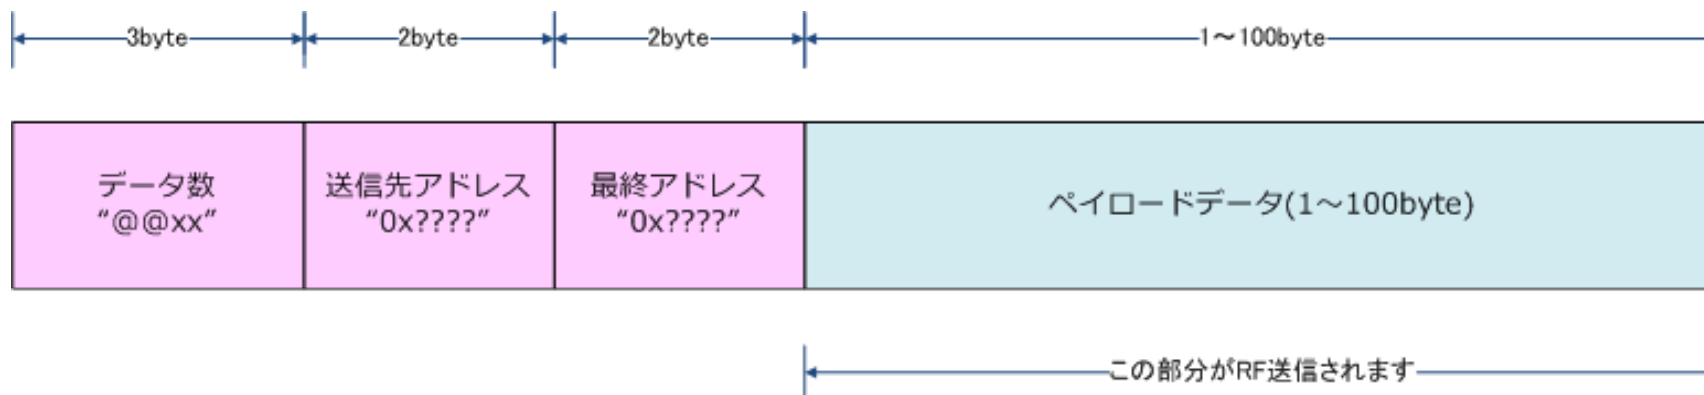 3byte
2byte
2byte
1～100byte
データ数
“@@xx”
送信先アドレス
“0x????”
最終アドレス
“0x????”
ペイロードデータ(1～100byte)
この部分がRF送信されます